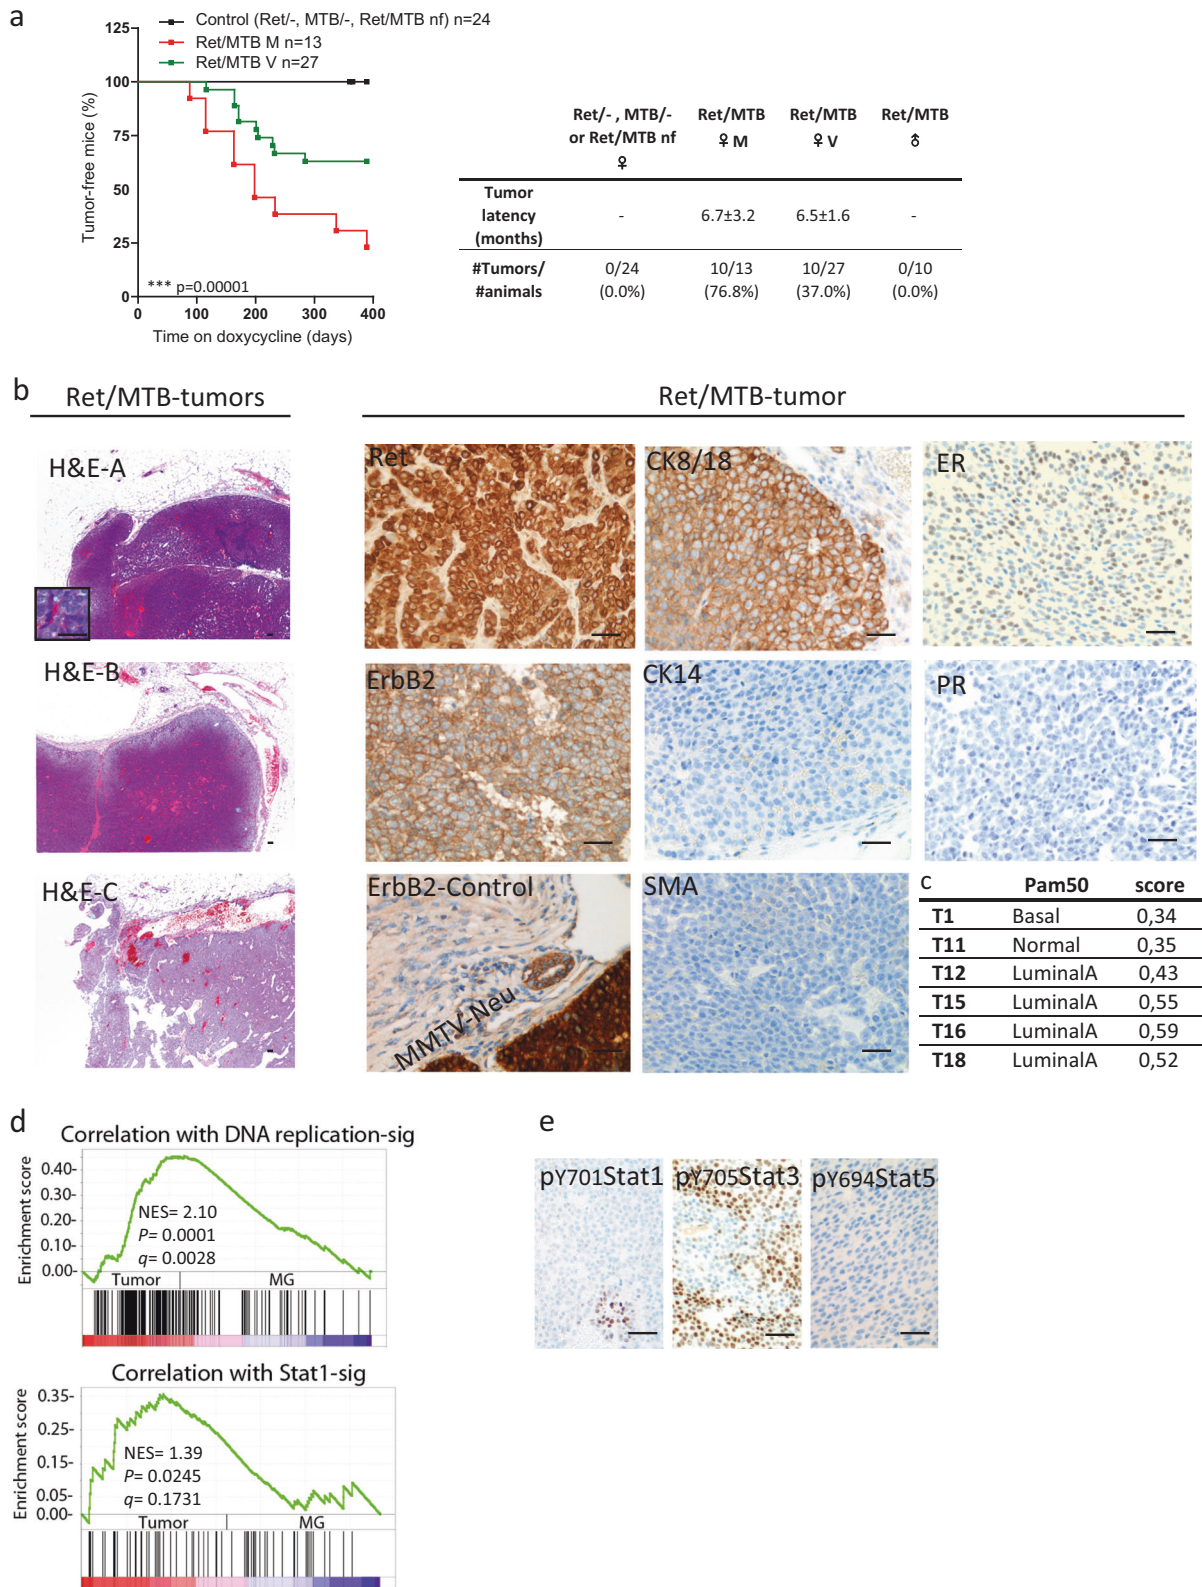 a
Control (Ret/-, MTB/-, Ret/MTB nf) n=24
Ret/MTB M n=13
Ret/MTB V n=27
Tumor-free mice (%)
125
100
75
50
25
0
0 100 200 300 400
*** p=0.00001
Time on doxycycline (days)
Ret/- , MTB/- or Ret/MTB nf ♀
Ret/MTB ♀ M
Ret/MTB ♀ V
Ret/MTB ♂
Tumor latency (months) - 6.7±3.2 6.5±1.6 -
#Tumors/ #animals 0/24 (0.0%) 10/13 (76.8%) 10/27 (37.0%) 0/10 (0.0%)
b
Ret/MTB-tumors
Ret/MTB-tumor
H&E-A
H&E-B
H&E-C
Ret
CK8/18
ER
ErbB2
CK14
PR
ErbB2-Control
MMTV-Neu
SMA
c
Pam50 score
T1 Basal 0,34
T11 Normal 0,35
T12 LuminalA 0,43
T15 LuminalA 0,55
T16 LuminalA 0,59
T18 LuminalA 0,52
d
Correlation with DNA replication-sig
Enrichment score
0.40-
0.30-
0.20-
0.10-
0.00-
NES= 2.10
P= 0.0001
q= 0.0028
Tumor MG
Correlation with Stat1-sig
Enrichment score
0.35-
0.25-
0.15-
0.05-
0.00-
NES= 1.39
P= 0.0245
q= 0.1731
Tumor MG
e
pY701Stat1
pY705Stat3
pY694Stat5